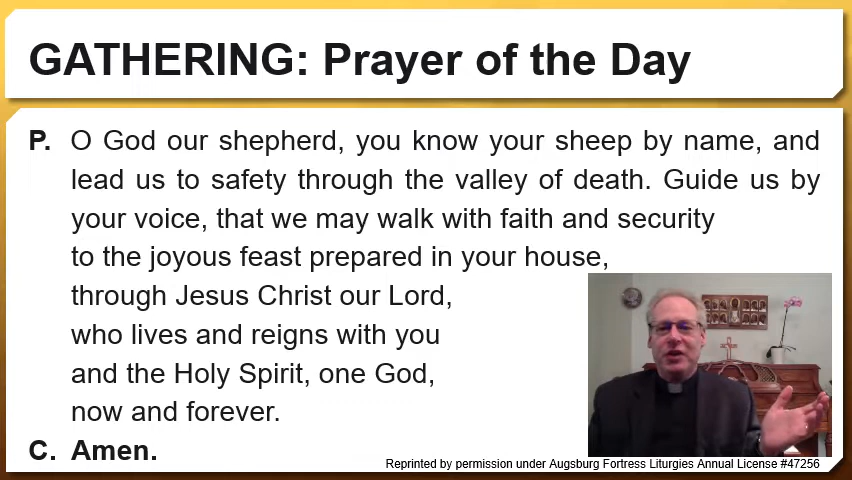 GATHERING: Prayer of the Day
P. O God our shepherd, you know your sheep by name, and
lead us to safety through the valley of death. Guide us by
your voice, that we may walk with faith and security
to the joyous feast prepared in your house,
through Jesus Christ our Lord,
who lives and reigns with you
and the Holy Spirit, one God,
now and forever.
C. Amen.
Reprinted by permission under Augsburg Fortress Liturgies Annual License #47256